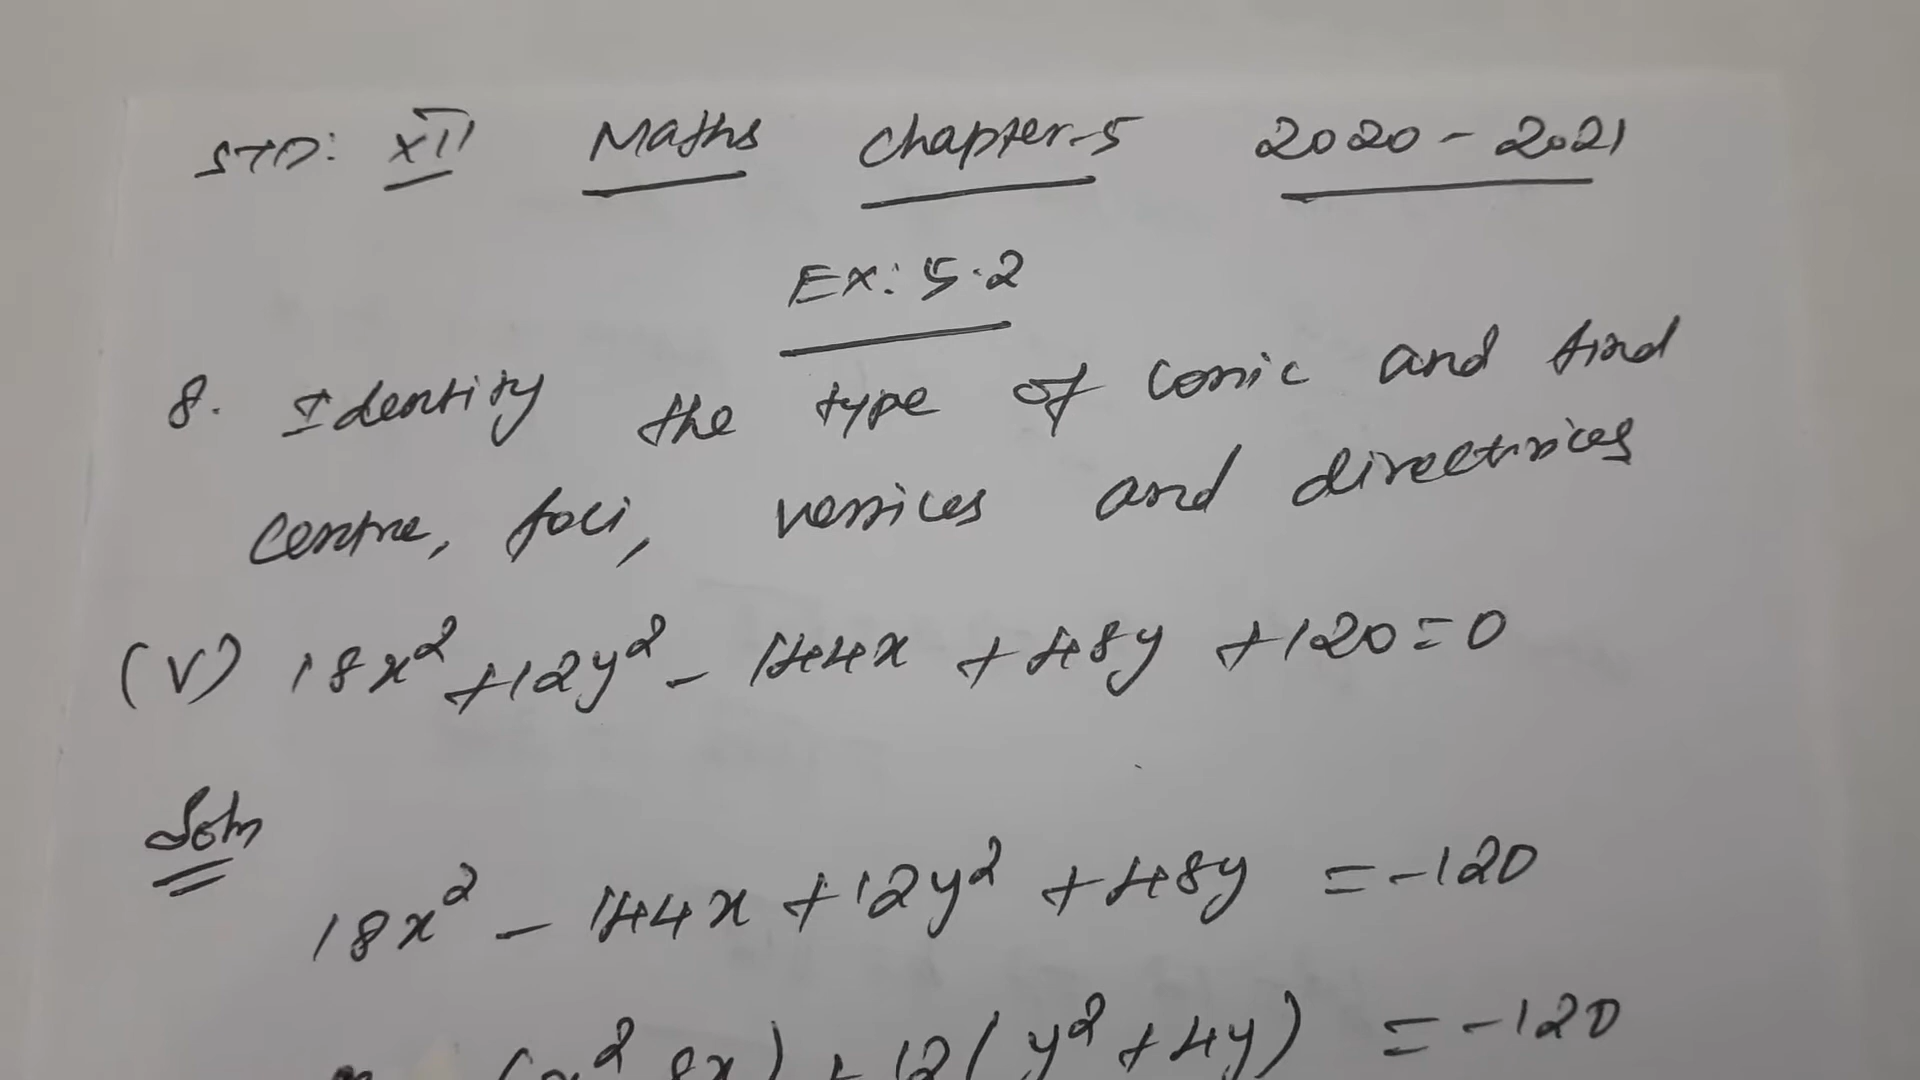 STD: XII Maths Chapter-5 2020-2021
Ex: 5.2
8. Identify the type of conic and find
centre, foci, vertices and directrices
(V) 18x² + 12y² - 144x + 48y + 120 = 0
Soln
18x² - 144x + 12y² + 48y = -120
(x² 8x) + 12(y² + 4y) = -120